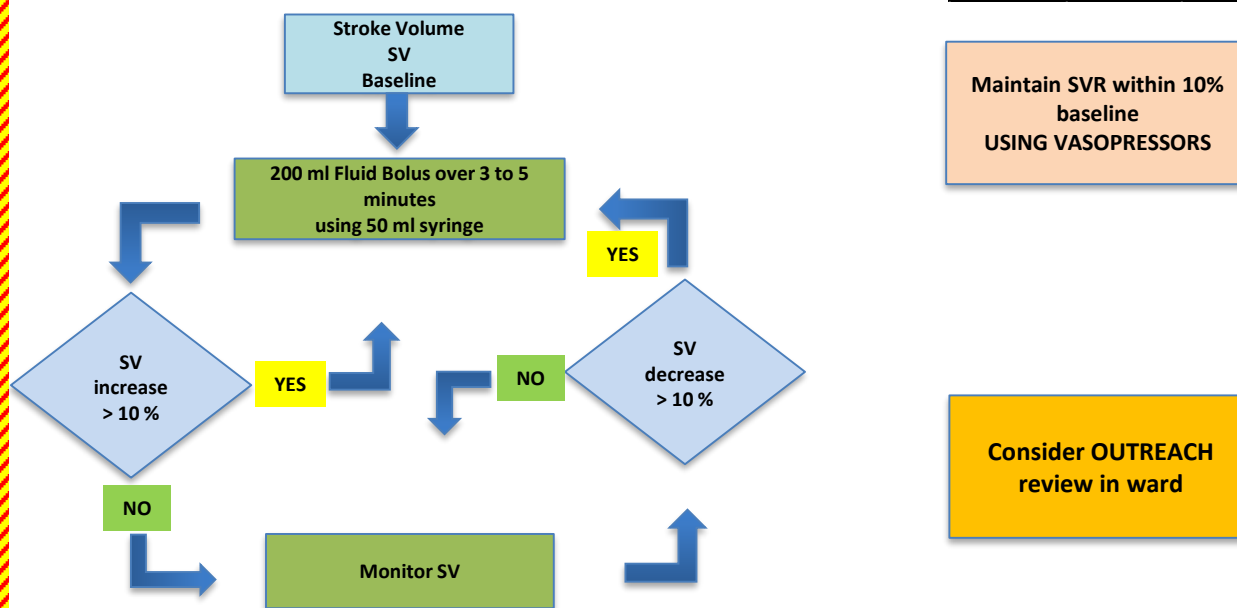 Stroke Volume
SV
Baseline
200 ml Fluid Bolus over 3 to 5
minutes
using 50 ml syringe
YES
SV
increase
> 10 %
YES
NO
SV
decrease
> 10 %
NO
Monitor SV
Maintain SVR within 10%
baseline
USING VASOPRESSORS
Consider OUTREACH
review in ward